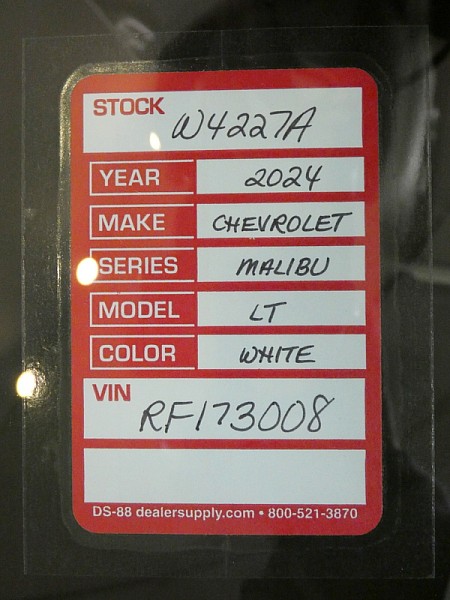 STOCK W4227A
YEAR 2024
MAKE CHEVROLET
SERIES MALIBU
MODEL LT
COLOR WHITE
VIN RF173008
DS-88 dealersupply.com • 800-521-3870